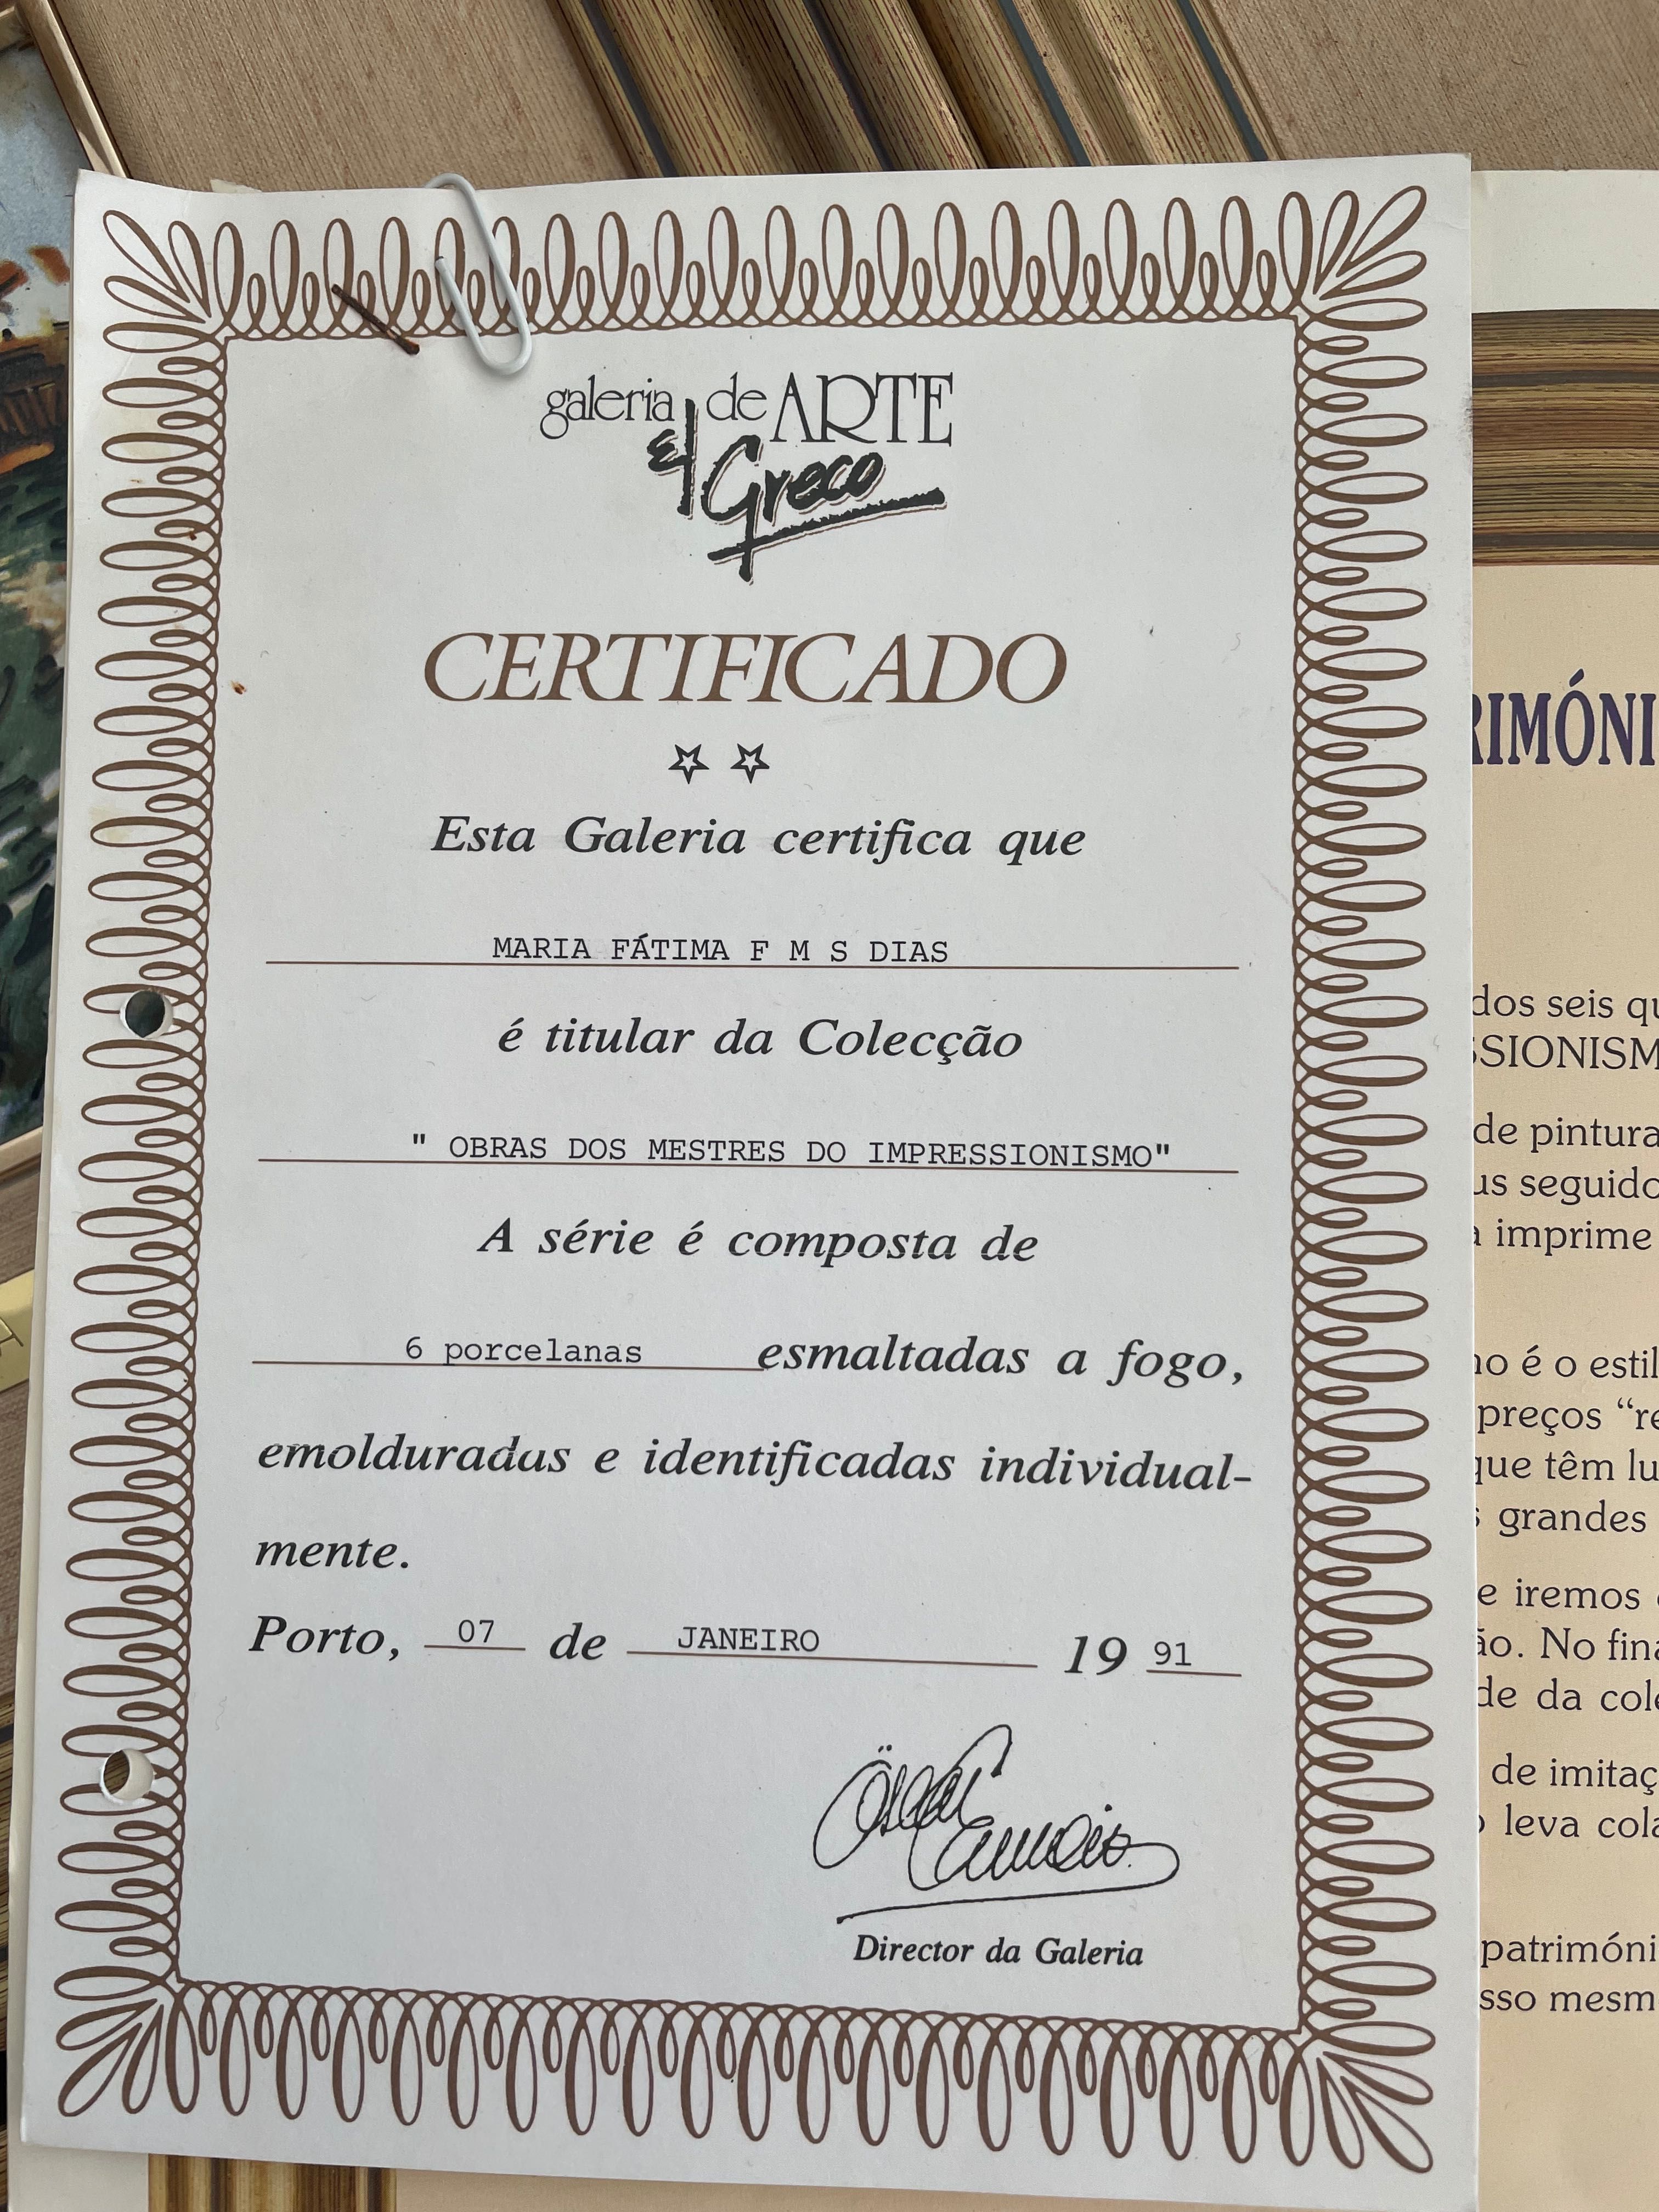 galeria de ARTE
El Greco
CERTIFICADO
Esta Galeria certifica que
MARIA FÁTIMA F M S DIAS
é titular da Colecção
" OBRAS DOS MESTRES DO IMPRESSIONISMO"
A série é composta de
6 porcelanas esmaltadas a fogo,
emolduradas e identificadas individual-
mente.
Porto, 07 de JANEIRO 19 91
Director da Galeria
RIMÓNI
dos seis qu
SSIONISM
de pintura
us seguido
a imprime
no é o estil
preços “re
que têm lu
s grandes
e iremos
ão. No fina
de da cole
de imitaç
o leva cola
patrimóni
sso mesm